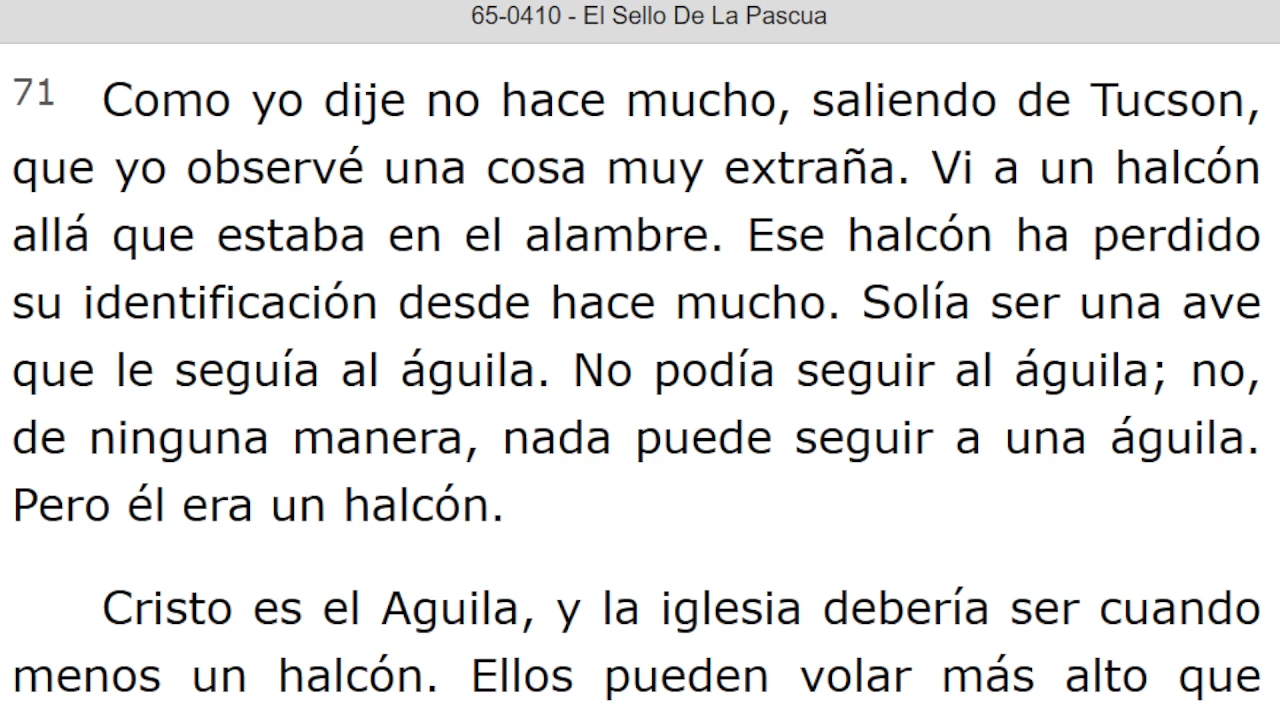 65-0410 - El Sello De La Pascua
71 Como yo dije no hace mucho, saliendo de Tucson,
que yo observé una cosa muy extraña. Vi a un halcón
allá que estaba en el alambre. Ese halcón ha perdido
su identificación desde hace mucho. Solía ser una ave
que le seguía al águila. No podía seguir al águila; no,
de ninguna manera, nada puede seguir a una águila.
Pero él era un halcón.
Cristo es el Aguila, y la iglesia debería ser cuando
menos un halcón. Ellos pueden volar más alto que